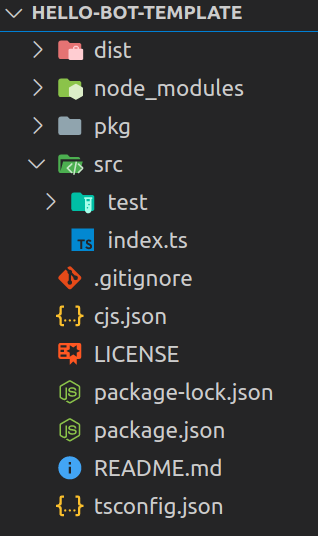 HELLO-BOT-TEMPLATE
dist
node_modules
pkg
src
test
TS index.ts
.gitignore
{..} cjs.json
LICENSE
JS package-lock.json
JS package.json
i README.md
{..} tsconfig.json